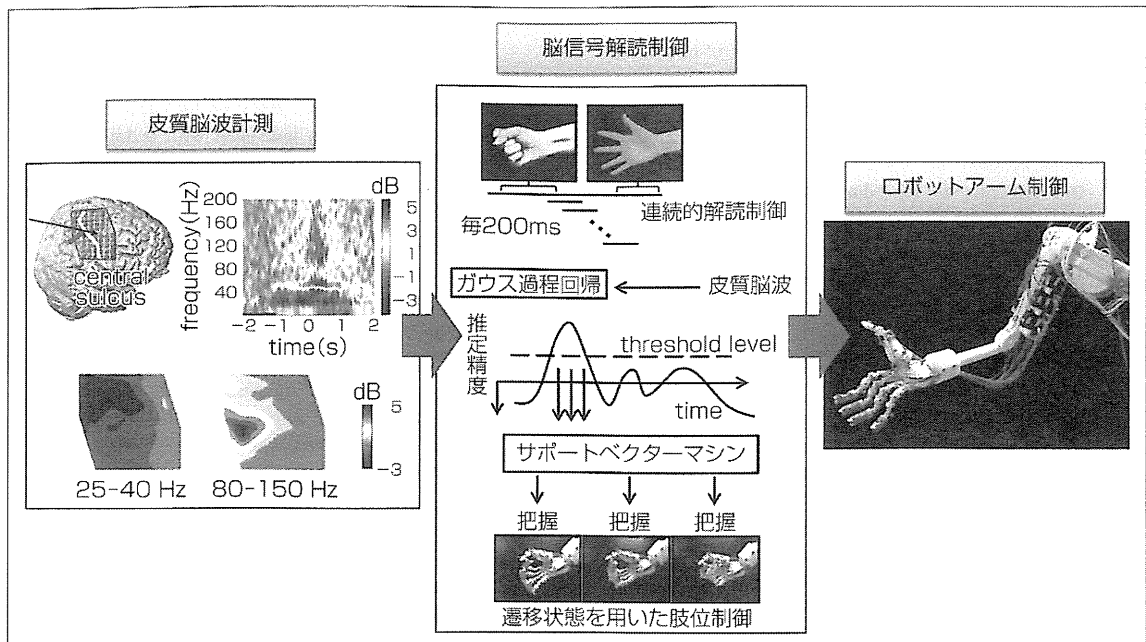 皮質脳波計測
central
sulcus
frequency(Hz)
200
160
120
80
40
−2 −1 0 1 2
time(s)
dB
5
3
1
−1
−3
25-40 Hz
80-150 Hz
dB
5
−3
脳信号解読制御
毎200ms
連続的解読制御
ガウス過程回帰
皮質脳波
推定精度
threshold level
time
サポートベクターマシン
把握 把握 把握
遷移状態を用いた肢位制御
ロボットアーム制御